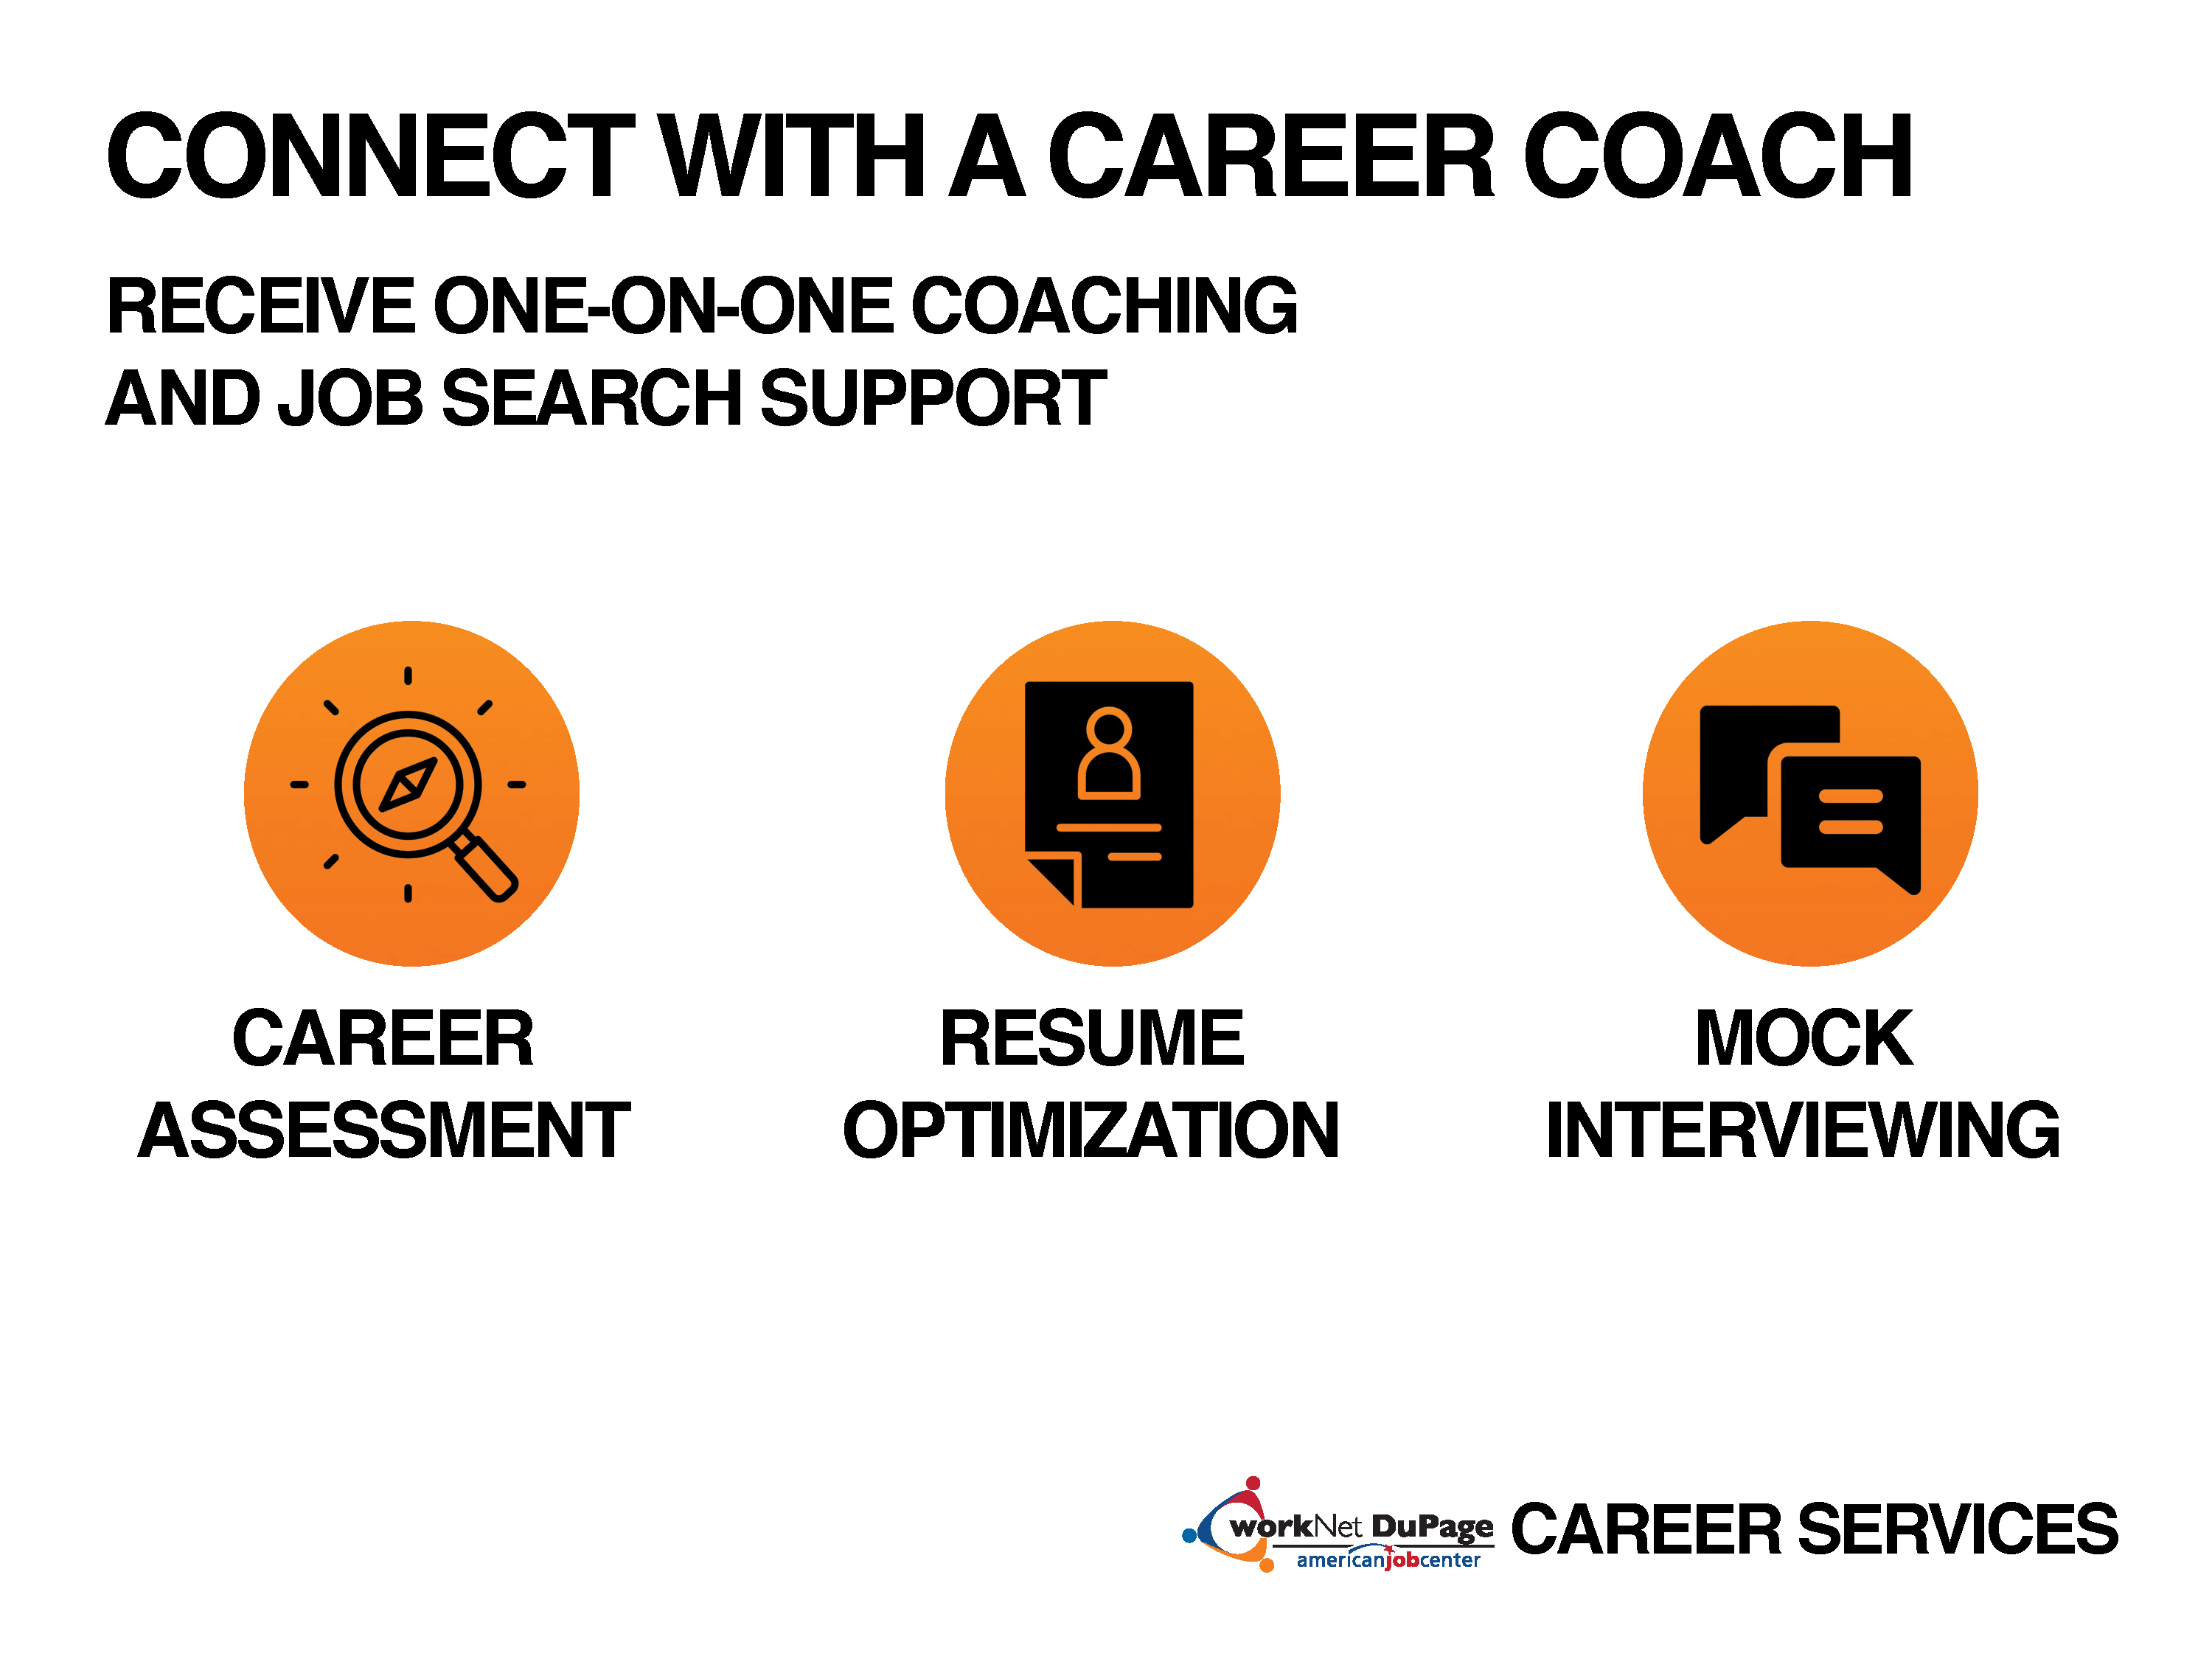 CONNECT WITH A CAREER COACH
RECEIVE ONE-ON-ONE COACHING
AND JOB SEARCH SUPPORT
CAREER
ASSESSMENT
RESUME
OPTIMIZATION
MOCK
INTERVIEWING
workNet DuPage
americanjobcenter
CAREER SERVICES